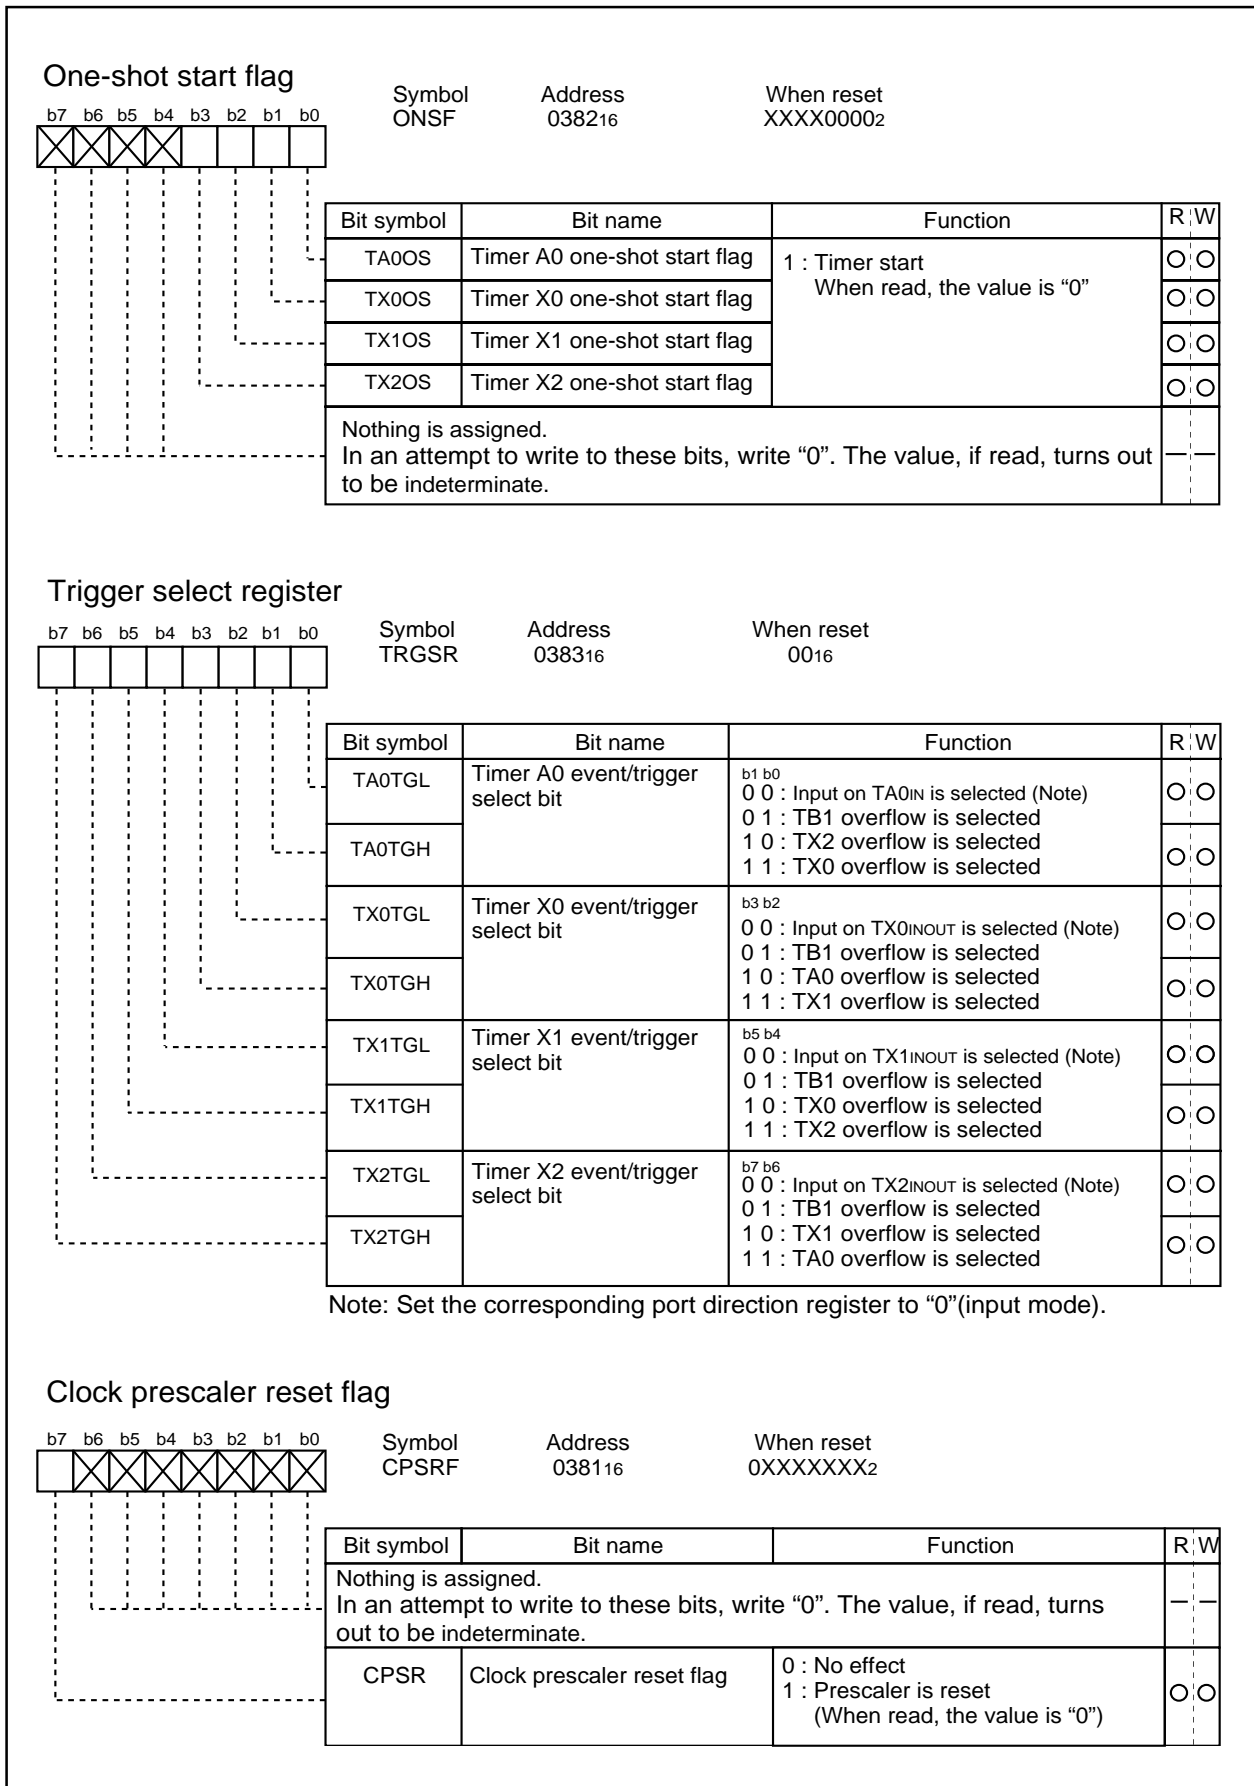 One-shot start flag
Symbol Address When reset
ONSF 038216 XXXX00002
b7 b6 b5 b4 b3 b2 b1 b0
Bit symbol Bit name Function R W
TA0OS Timer A0 one-shot start flag 1 : Timer start
When read, the value is “0”
TX0OS Timer X0 one-shot start flag
TX1OS Timer X1 one-shot start flag
TX2OS Timer X2 one-shot start flag
Nothing is assigned.
In an attempt to write to these bits, write “0”. The value, if read, turns out
to be indeterminate.
Trigger select register
b7 b6 b5 b4 b3 b2 b1 b0
Symbol Address When reset
TRGSR 038316 0016
Bit symbol Bit name Function R W
TA0TGL Timer A0 event/trigger
select bit
b1 b0
0 0 : Input on TA0IN is selected (Note)
0 1 : TB1 overflow is selected
TA0TGH 1 0 : TX2 overflow is selected
1 1 : TX0 overflow is selected
TX0TGL Timer X0 event/trigger
select bit
b3 b2
0 0 : Input on TX0INOUT is selected (Note)
0 1 : TB1 overflow is selected
TX0TGH 1 0 : TA0 overflow is selected
1 1 : TX1 overflow is selected
TX1TGL Timer X1 event/trigger
select bit
b5 b4
0 0 : Input on TX1INOUT is selected (Note)
0 1 : TB1 overflow is selected
TX1TGH 1 0 : TX0 overflow is selected
1 1 : TX2 overflow is selected
TX2TGL Timer X2 event/trigger
select bit
b7 b6
0 0 : Input on TX2INOUT is selected (Note)
0 1 : TB1 overflow is selected
TX2TGH 1 0 : TX1 overflow is selected
1 1 : TA0 overflow is selected
Note: Set the corresponding port direction register to “0”(input mode).
Clock prescaler reset flag
b7 b6 b5 b4 b3 b2 b1 b0
Symbol Address When reset
CPSRF 038116 0XXXXXXX2
Bit symbol Bit name Function R W
Nothing is assigned.
In an attempt to write to these bits, write “0”. The value, if read, turns
out to be indeterminate.
CPSR Clock prescaler reset flag 0 : No effect
1 : Prescaler is reset
(When read, the value is “0”)